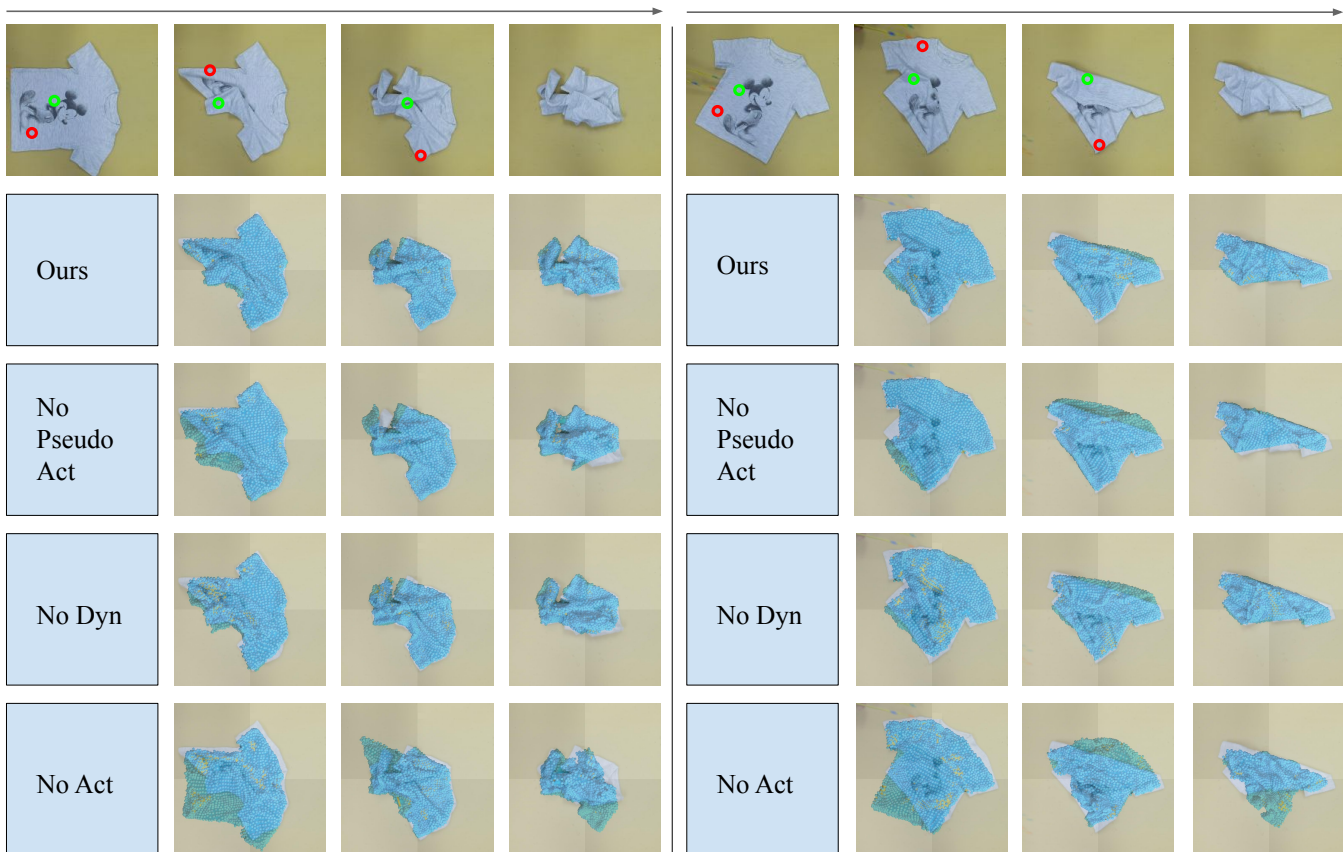 Ours
Ours
No
Pseudo
Act
No
Pseudo
Act
No Dyn
No Dyn
No Act
No Act